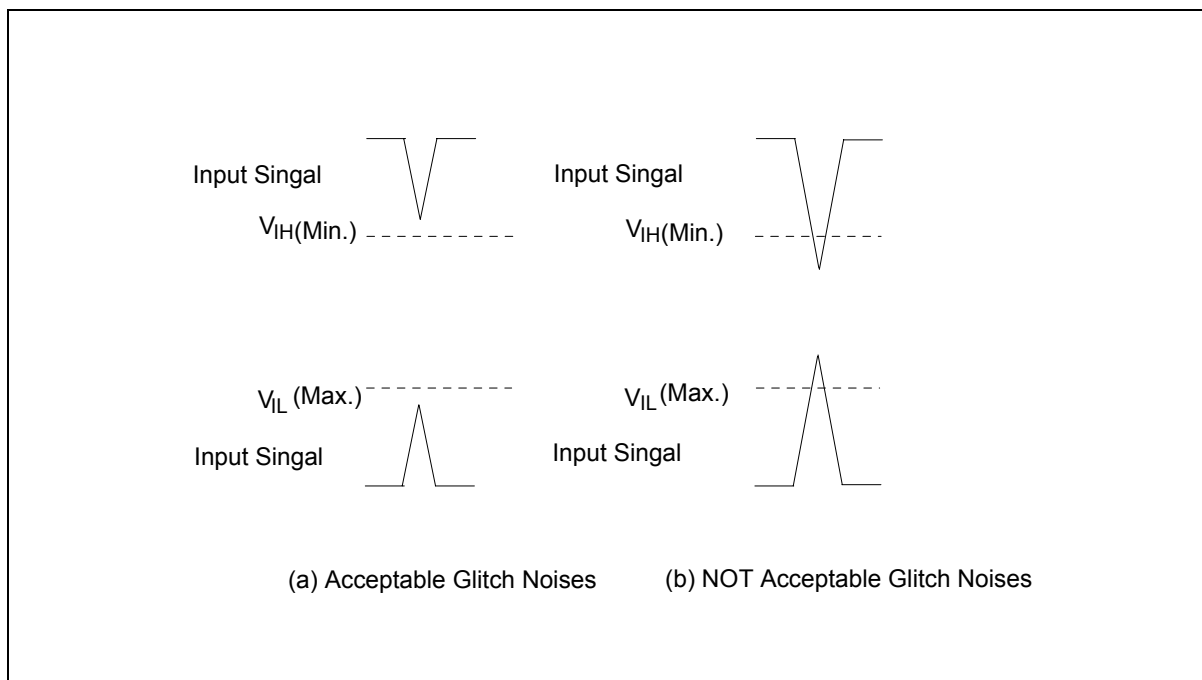 Input Singal
VIH(Min.)
VIL (Max.)
Input Singal
(a) Acceptable Glitch Noises
Input Singal
VIH(Min.)
VIL (Max.)
Input Singal
(b) NOT Acceptable Glitch Noises